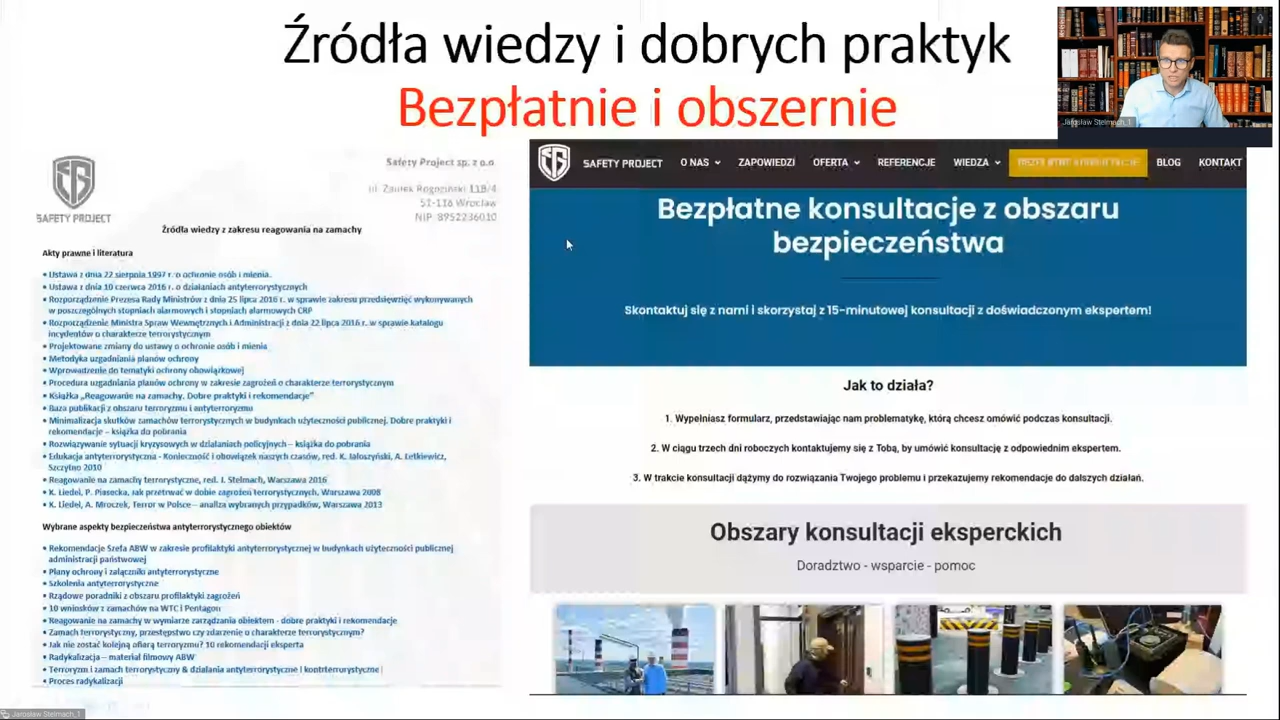 Źródła wiedzy i dobrych praktyk
Bezpłatnie i obszernie
Jarosław Stelmach_1
SAFETY PROJECT
Safety Project sp. z o.o
ul. Zamek Rogoziński 11B/4
51-116 Wrocław
NIP 8952236010
Źródła wiedzy z zakresu reagowania na zamachy
Akty prawne i literatura
• Ustawa z dnia 22 sierpnia 1997 r. o ochronie osób i mienia.
• Ustawa z dnia 10 czerwca 2016 r. o działaniach antyterrorystycznych
• Rozporządzenie Prezesa Rady Ministrów z dnia 25 lipca 2016 r. w sprawie zakresu przedsięwzięć wykonywanych
w poszczególnych stopniach alarmowych i stopniach alarmowych CRP
• Rozporządzenie Ministra Spraw Wewnętrznych i Administracji z dnia 22 lipca 2016 r. w sprawie katalogu
incydentów o charakterze terrorystycznym
• Projektowane zmiany do ustawy o ochronie osób i mienia
• Metodyka uzgadniania planów ochrony
• Wprowadzenie do tematyki ochrony obowiązkowej
• Procedura uzgadniania planów ochrony w zakresie zagrożeń o charakterze terrorystycznym
• Książka „Reagowanie na zamachy. Dobre praktyki i rekomendacje"
• Baza publikacji z obszaru terroryzmu i antyterroryzmu
• Minimalizacja skutków zamachów terrorystycznych w budynkach użyteczności publicznej. Dobre praktyki i
rekomendacje – książka do pobrania
• Rozwiązywanie sytuacji kryzysowych w działaniach policyjnych – książka do pobrania
• Edukacja antyterrorystyczna - Konieczność i obowiązek naszych czasów, red. K. Jałoszyński, A. Letkiewicz,
Szczytno 2010
• Reagowanie na zamachy terrorystyczne, red. J. Stelmach, Warszawa 2016
• K. Liedel, P. Piasecka, Jak przetrwać w dobie zagrożeń terrorystycznych, Warszawa 2008
• K. Liedel, A. Mroczek, Terror w Polsce – analiza wybranych przypadków, Warszawa 2013
Wybrane aspekty bezpieczeństwa antyterrorystycznego obiektów
• Rekomendacje Szefa ABW w zakresie profilaktyki antyterrorystycznej w budynkach użyteczności publicznej
administracji państwowej
• Plany ochrony i załączniki antyterrorystyczne
• Szkolenia antyterrorystyczne
• Rządowe poradniki z obszaru profilaktyki zagrożeń
• 10 wniosków z zamachów na WTC i Pentagon
• Reagowanie na zamachy w wymiarze zarządzania obiektem - dobre praktyki i rekomendacje
• Zamach terrorystyczny, przestępstwo czy zdarzenie o charakterze terrorystycznym?
• Jak nie zostać kolejną ofiarą terroryzmu? 10 rekomendacji eksperta
• Radykalizacja – materiał filmowy ABW
• Terroryzm i zamach terrorystyczny & działania antyterrorystyczne i kontrterrorystyczne
• Proces radykalizacji
SAFETY PROJECT O NAS ZAPOWIEDZI OFERTA REFERENCJE WIEDZA BEZPŁATNE KONSULTACJE BLOG KONTAKT
Bezpłatne konsultacje z obszaru
bezpieczeństwa
Skontaktuj się z nami i skorzystaj z 15-minutowej konsultacji z doświadczonym ekspertem!
Jak to działa?
1. Wypełniasz formularz, przedstawiając nam problematykę, którą chcesz omówić podczas konsultacji.
2. W ciągu trzech dni roboczych kontaktujemy się z Tobą, by umówić konsultację z odpowiednim ekspertem.
3. W trakcie konsultacji dążymy do rozwiązania Twojego problemu i przekazujemy rekomendacje do dalszych działań.
Obszary konsultacji eksperckich
Doradztwo - wsparcie - pomoc
Jarosław Stelmach_1